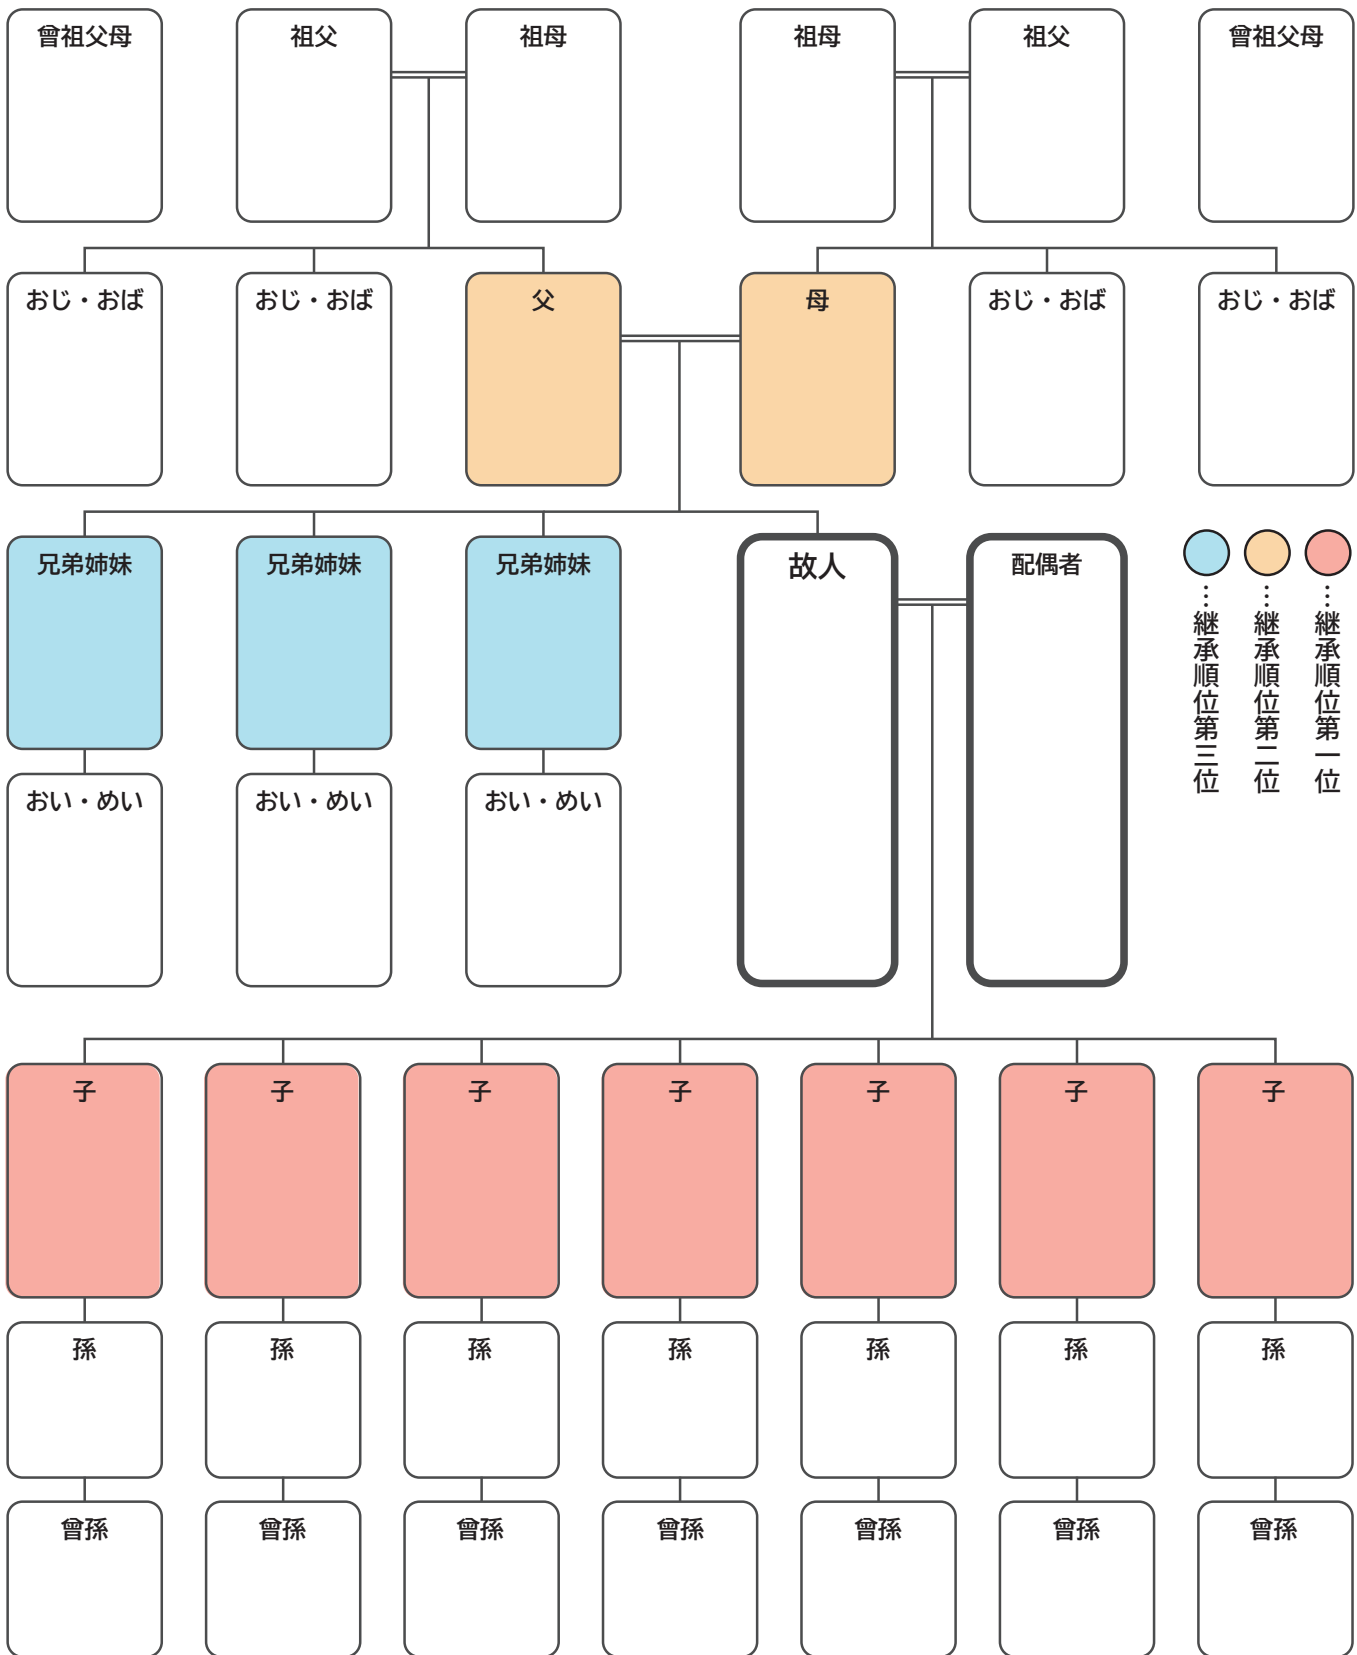 曾祖父母
祖父
祖母
祖母
祖父
曾祖父母
おじ・おば
おじ・おば
父
母
おじ・おば
おじ・おば
兄弟姉妹
兄弟姉妹
兄弟姉妹
故人
配偶者
…継承順位第一位
…継承順位第二位
…継承順位第三位
おい・めい
おい・めい
おい・めい
子
子
子
子
子
子
子
孫
孫
孫
孫
孫
孫
孫
曾孫
曾孫
曾孫
曾孫
曾孫
曾孫
曾孫